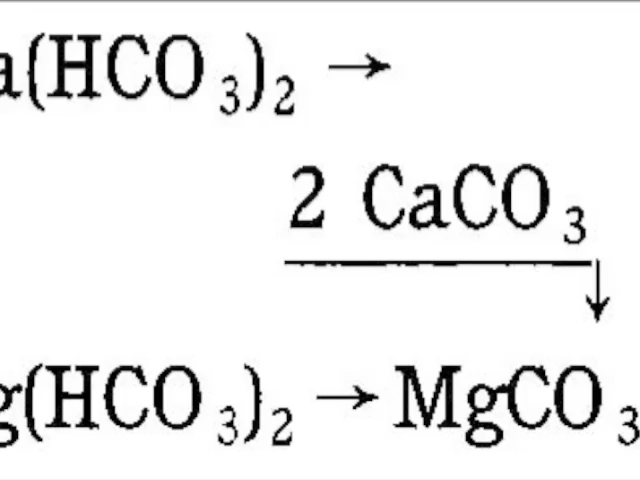 a(HCO₃)₂ →
2 CaCO₃
↓
g(HCO₃)₂ → MgCO₃